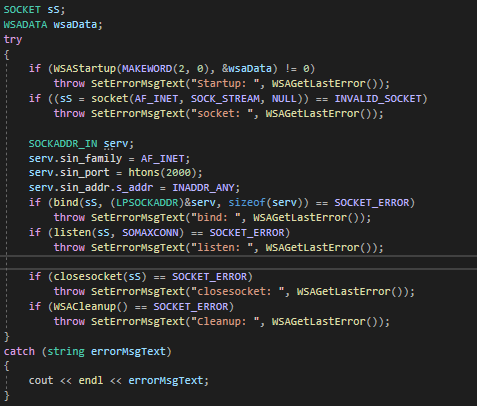 SOCKET sS;
WSADATA wsaData;
try
{
if (WSAStartup(MAKEWORD(2, 0), &wsaData) != 0)
throw SetErrorMsgText("Startup: ", WSAGetLastError());
if ((sS = socket(AF_INET, SOCK_STREAM, NULL)) == INVALID_SOCKET)
throw SetErrorMsgText("socket: ", WSAGetLastError());
SOCKADDR_IN serv;
serv.sin_family = AF_INET;
serv.sin_port = htons(2000);
serv.sin_addr.s_addr = INADDR_ANY;
if (bind(sS, (LPSOCKADDR)&serv, sizeof(serv)) == SOCKET_ERROR)
throw SetErrorMsgText("bind: ", WSAGetLastError());
if (listen(sS, SOMAXCONN) == SOCKET_ERROR)
throw SetErrorMsgText("listen: ", WSAGetLastError());
if (closesocket(sS) == SOCKET_ERROR)
throw SetErrorMsgText("closesocket: ", WSAGetLastError());
if (WSACleanup() == SOCKET_ERROR)
throw SetErrorMsgText("Cleanup: ", WSAGetLastError());
}
catch (string errorMsgText)
{
cout << endl << errorMsgText;
}